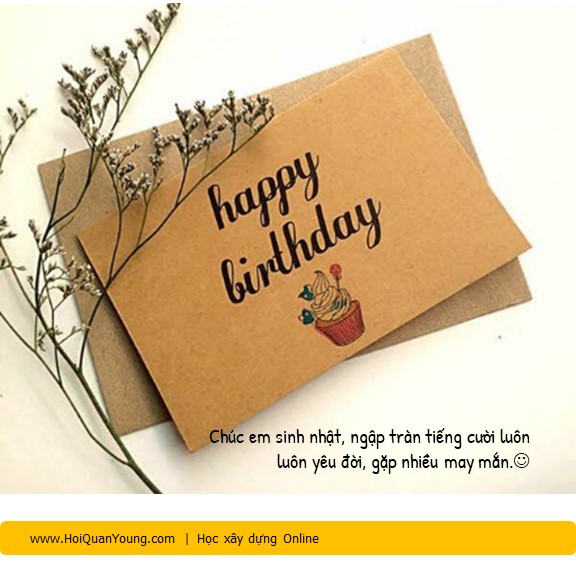 happy
birthday
Chúc em sinh nhật, ngập tràn tiếng cười luôn
luôn yêu đời, gặp nhiều may mắn.☺
www.HoiQuanYoung.com | Học xây dựng Online